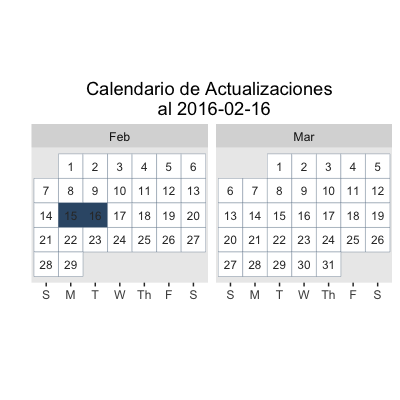 Calendario de Actualizaciones
al 2016-02-16
Feb
1 2 3 4 5 6
7 8 9 10 11 12 13
14 15 16 17 18 19 20
21 22 23 24 25 26 27
28 29
S M T W Th F S
Mar
1 2 3 4 5
6 7 8 9 10 11 12
13 14 15 16 17 18 19
20 21 22 23 24 25 26
27 28 29 30 31
S M T W Th F S